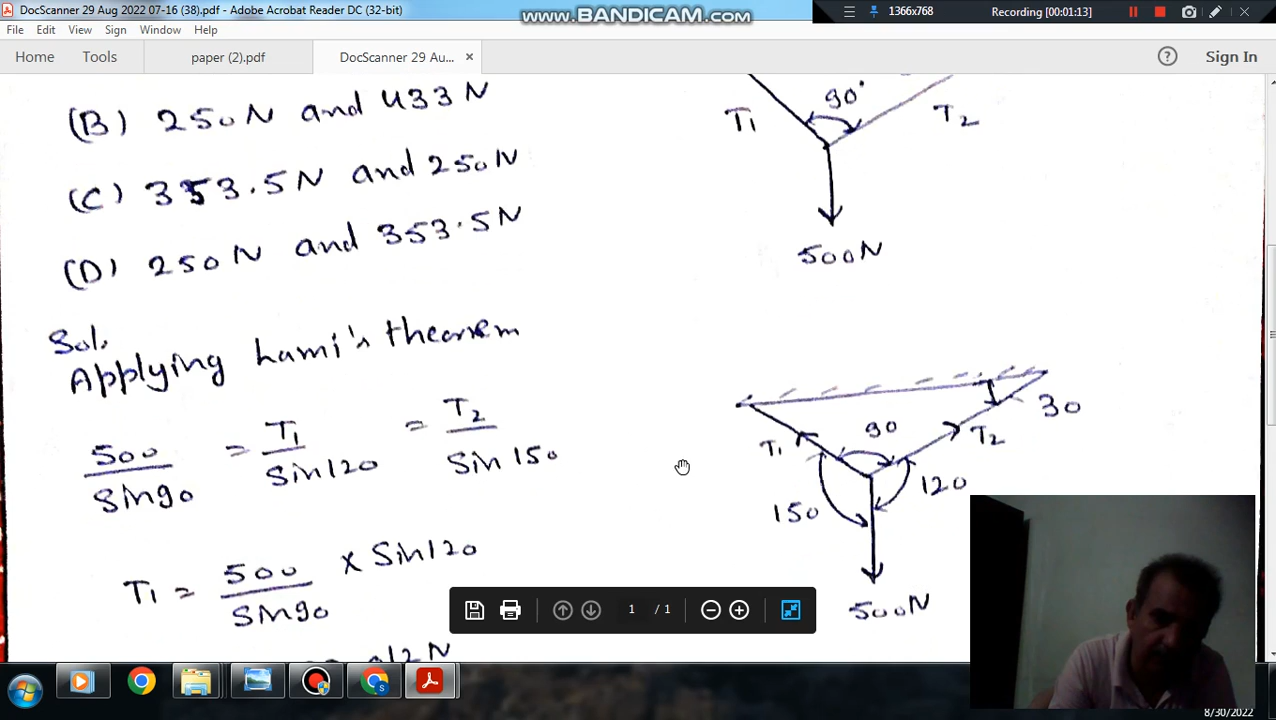 DocScanner 29 Aug 2022 07-16 (38).pdf - Adobe Acrobat Reader DC (32-bit)
www.BANDICAM.com
1366x768
Recording [00:01:13]
File Edit View Sign Window Help
Home Tools paper (2).pdf DocScanner 29 Au... × Sign In
(B) 250N and 433N
(C) 353.5N and 250N
(D) 250N and 353.5N
90°
T1
T2
500N
Sol.
Applying Lami's theorem
500/Sin90 = T1/Sin120 = T2/Sin150
T1 = 500/Sin90 × Sin120
30
90
T1
T2
150
120
500N
1 / 1
8/30/2022